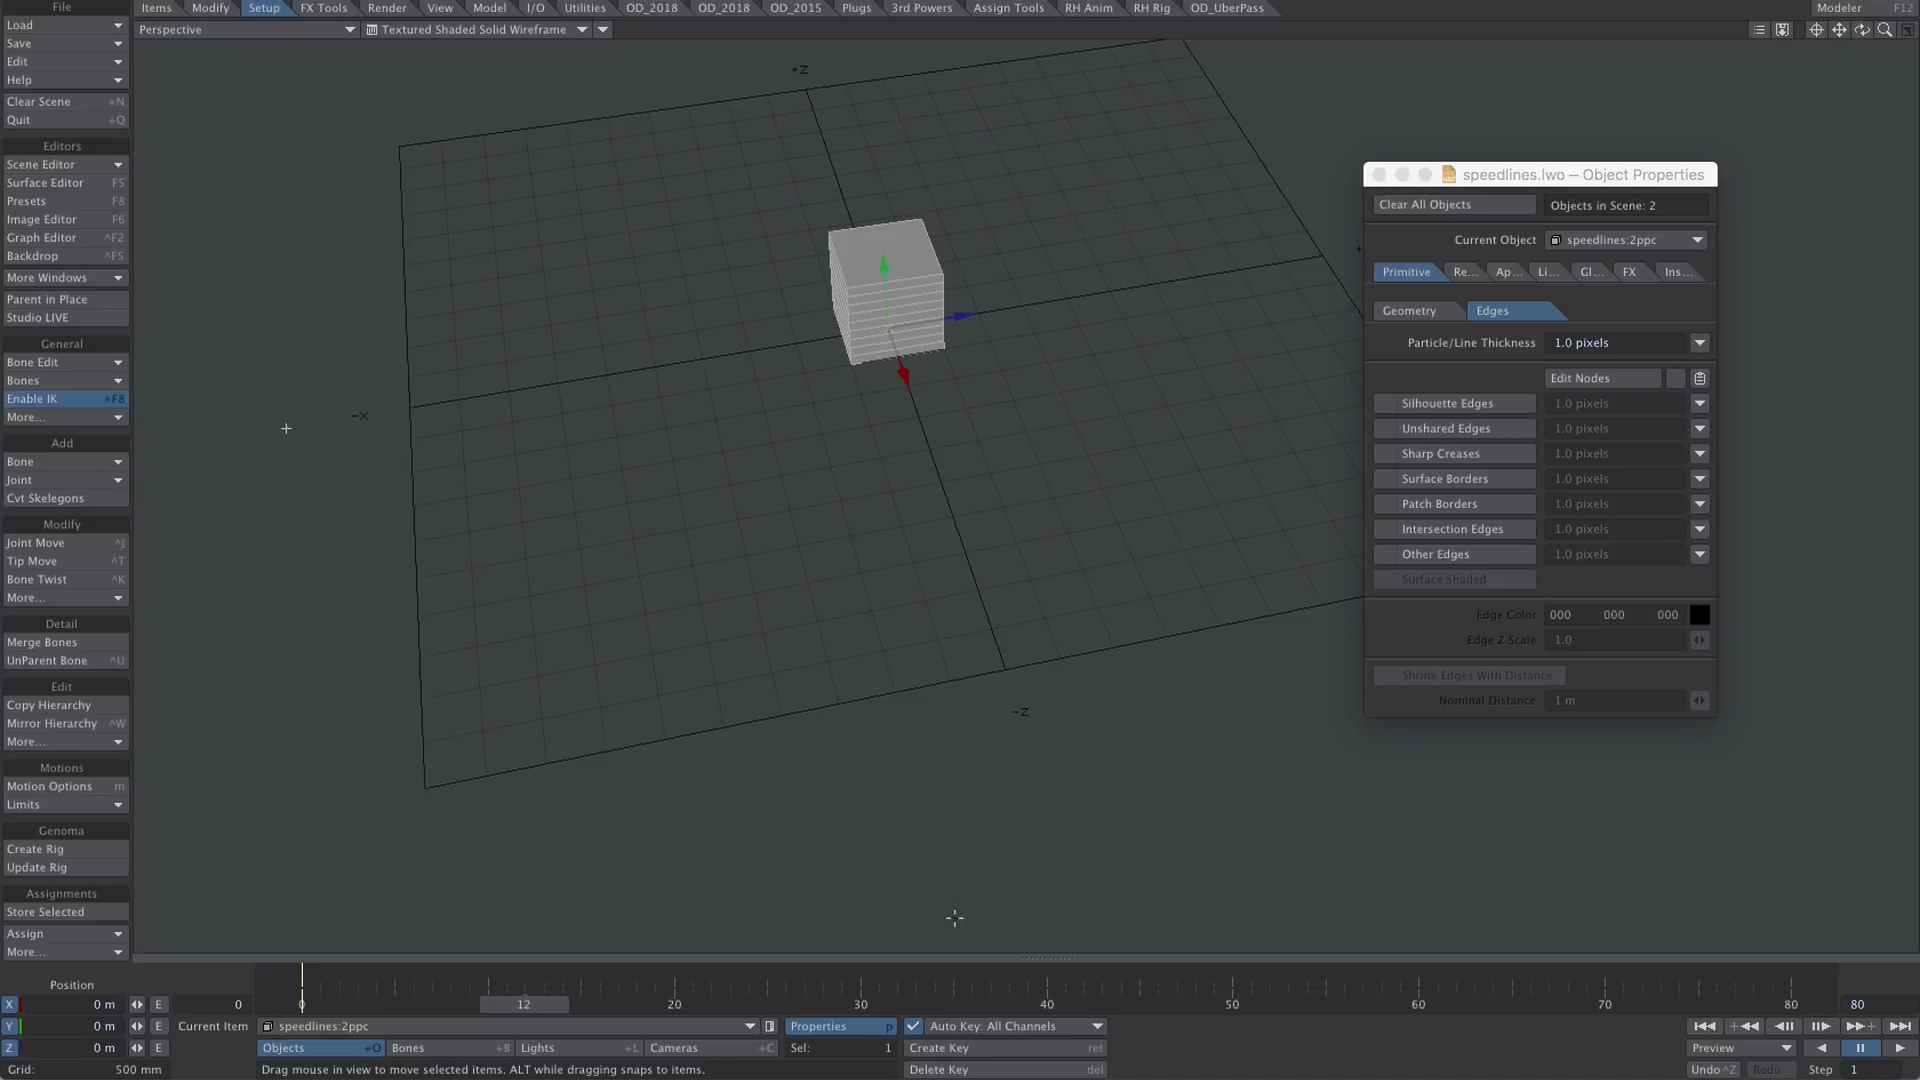 File
Items
Modify
Setup
FX Tools
Render
View
Model
I/O
Utilities
OD_2018
OD_2018
OD_2015
Plugs
3rd Powers
Assign Tools
RH Anim
RH Rig
OD_UberPass
Modeler F12
Load
Save
Edit
Help
Clear Scene +N
Quit +Q
Editors
Scene Editor
Surface Editor F5
Presets F8
Image Editor F6
Graph Editor ^F2
Backdrop ^F5
More Windows
Parent in Place
Studio LIVE
General
Bone Edit
Bones
Enable IK +F8
More...
Add
Bone
Joint
Cvt Skelegons
Modify
Joint Move ^J
Tip Move ^T
Bone Twist ^K
More...
Detail
Merge Bones
UnParent Bone ^U
Edit
Copy Hierarchy
Mirror Hierarchy ^W
More...
Motions
Motion Options m
Limits
Genoma
Create Rig
Update Rig
Assignments
Store Selected
Assign
More...
Perspective
Textured Shaded Solid Wireframe
+Z
-X
-Z
speedlines.lwo — Object Properties
Clear All Objects
Objects in Scene: 2
Current Object speedlines:2ppc
Primitive Re... Ap... Li... Gl... FX Ins...
Geometry Edges
Particle/Line Thickness 1.0 pixels
Edit Nodes
Silhouette Edges 1.0 pixels
Unshared Edges 1.0 pixels
Sharp Creases 1.0 pixels
Surface Borders 1.0 pixels
Patch Borders 1.0 pixels
Intersection Edges 1.0 pixels
Other Edges 1.0 pixels
Surface Shaded
Edge Color 000 000 000
Edge Z Scale 1.0
Shrink Edges With Distance
Nominal Distance 1 m
Position
X 0 m E 0
Y 0 m E
Z 0 m E
Grid: 500 mm
0 12 20 30 40 50 60 70 80 80
Current Item speedlines:2ppc
Properties p
Auto Key: All Channels
Objects +O
Bones +B
Lights +L
Cameras +C
Sel: 1
Create Key ret
Drag mouse in view to move selected items. ALT while dragging snaps to items.
Delete Key del
Preview
Undo ^Z
Redo
Step 1